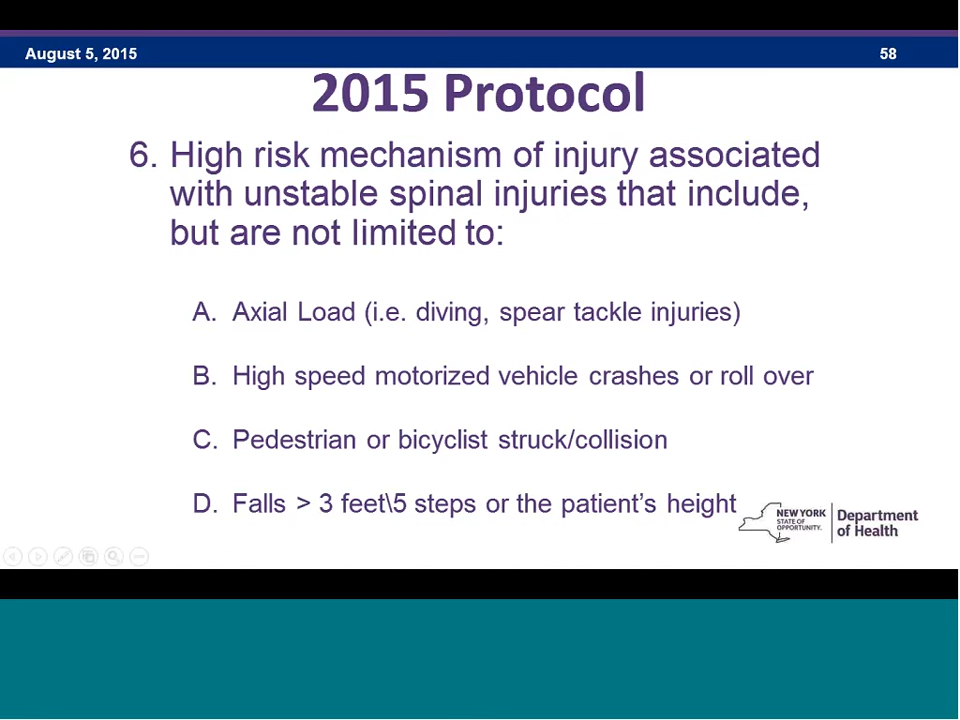 August 5, 2015
58
2015 Protocol
6. High risk mechanism of injury associated
with unstable spinal injuries that include,
but are not limited to:
A. Axial Load (i.e. diving, spear tackle injuries)
B. High speed motorized vehicle crashes or roll over
C. Pedestrian or bicyclist struck/collision
D. Falls > 3 feet\5 steps or the patient’s height
NEW YORK
STATE OF
OPPORTUNITY.
Department
of Health